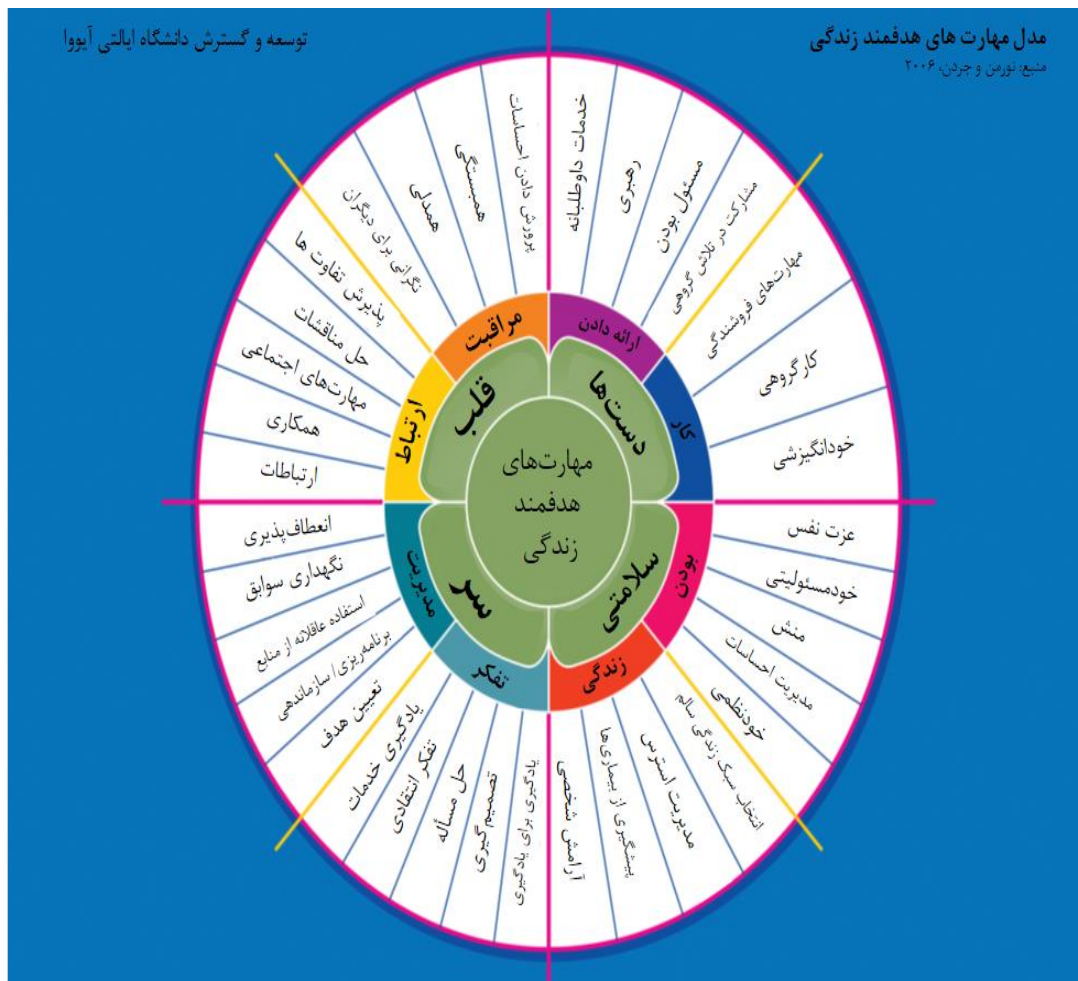 مدل مهارت های هدفمند زندگی
منبع: نورمن و جردن، ۲۰۰۶
توسعه و گسترش دانشگاه ایالتی آیووا
مهارت‌های
هدفمند
زندگی
دست‌ها
ارائه دادن
خدمات داوطلبانه
رهبری
مسئول بودن
مشارکت در تلاش گروهی
کار
مهارت‌های فروشندگی
کار گروهی
خودانگیزشی
سلامتی
بودن
عزت نفس
خودمسئولیتی
منش
مدیریت احساسات
خودنظمی
زندگی
انتخاب سبک زندگی سالم
مدیریت استرس
پیشگیری از بیماری‌ها
آرامش شخصی
سر
تفکر
یادگیری برای یادگیری
تصمیم‌گیری
حل مسأله
تفکر انتقادی
یادگیری خدمات
مدیریت
تعیین هدف
برنامه‌ریزی/ سازماندهی
استفاده عاقلانه از منابع
نگهداری سوابق
انعطاف‌پذیری
قلب
ارتباط
ارتباطات
همکاری
مهارت‌های اجتماعی
حل مناقشات
پذیرش تفاوت ها
مراقبت
نگرانی برای دیگران
همدلی
همبستگی
پرورش دادن احساسات